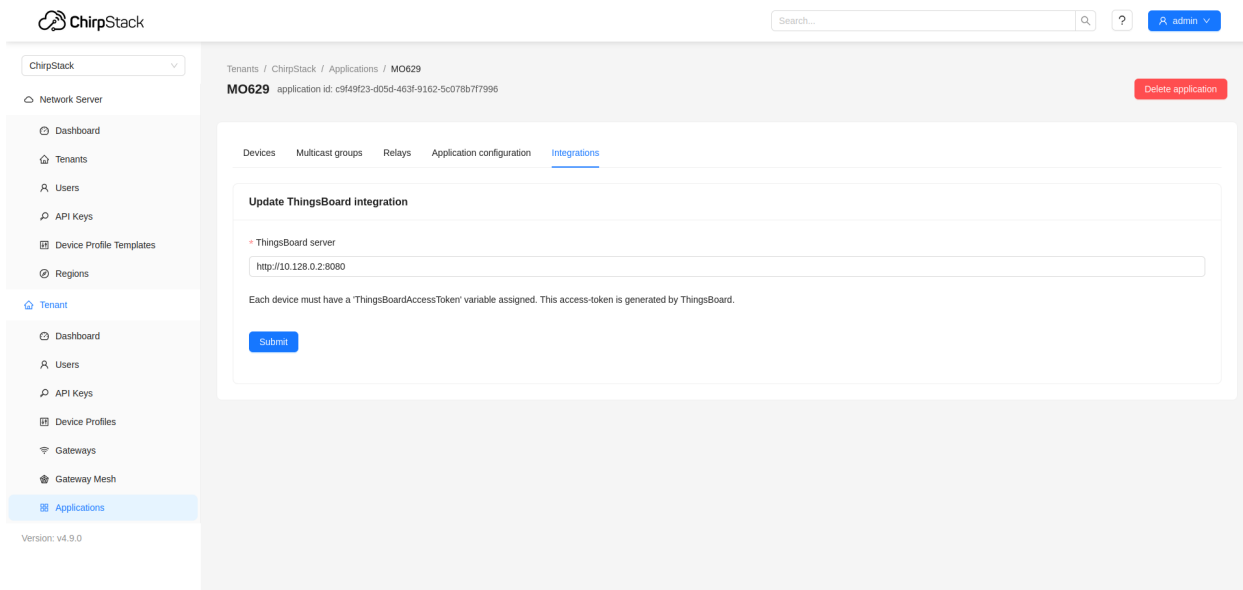 ChirpStack
Search...
?
admin
ChirpStack
Network Server
Dashboard
Tenants
Users
API Keys
Device Profile Templates
Regions
Tenant
Dashboard
Users
API Keys
Device Profiles
Gateways
Gateway Mesh
Applications
Version: v4.9.0
Tenants / ChirpStack / Applications / MO629
MO629 application id: c9f49f23-d05d-463f-9162-5c078b7f7996
Delete application
Devices Multicast groups Relays Application configuration Integrations
Update ThingsBoard integration
* ThingsBoard server
http://10.128.0.2:8080
Each device must have a 'ThingsBoardAccessToken' variable assigned. This access-token is generated by ThingsBoard.
Submit